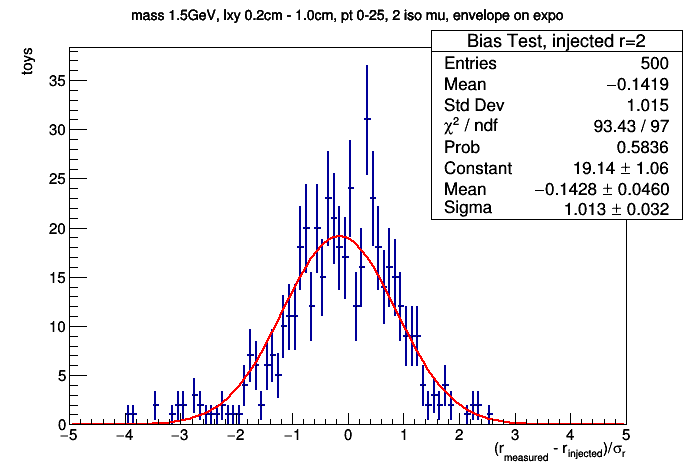 mass 1.5GeV, lxy 0.2cm - 1.0cm, pt 0-25, 2 iso mu, envelope on expo
toys
Bias Test, injected r=2
Entries 500
Mean −0.1419
Std Dev 1.015
χ² / ndf 93.43 / 97
Prob 0.5836
Constant 19.14 ± 1.06
Mean −0.1428 ± 0.0460
Sigma 1.013 ± 0.032
35
30
25
20
15
10
5
0
−5 −4 −3 −2 −1 0 1 2 3 4 5
(r_measured - r_injected)/σ_r